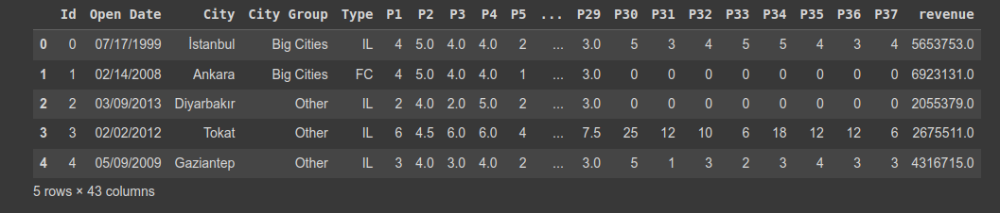 Id Open Date City City Group Type P1 P2 P3 P4 P5 ... P29 P30 P31 P32 P33 P34 P35 P36 P37 revenue
0 0 07/17/1999 İstanbul Big Cities IL 4 5.0 4.0 4.0 2 ... 3.0 5 3 4 5 5 4 3 4 5653753.0
1 1 02/14/2008 Ankara Big Cities FC 4 5.0 4.0 4.0 1 ... 3.0 0 0 0 0 0 0 0 0 6923131.0
2 2 03/09/2013 Diyarbakır Other IL 2 4.0 2.0 5.0 2 ... 3.0 0 0 0 0 0 0 0 0 2055379.0
3 3 02/02/2012 Tokat Other IL 6 4.5 6.0 6.0 4 ... 7.5 25 12 10 6 18 12 12 6 2675511.0
4 4 05/09/2009 Gaziantep Other IL 3 4.0 3.0 4.0 2 ... 3.0 5 1 3 2 3 4 3 3 4316715.0
5 rows × 43 columns